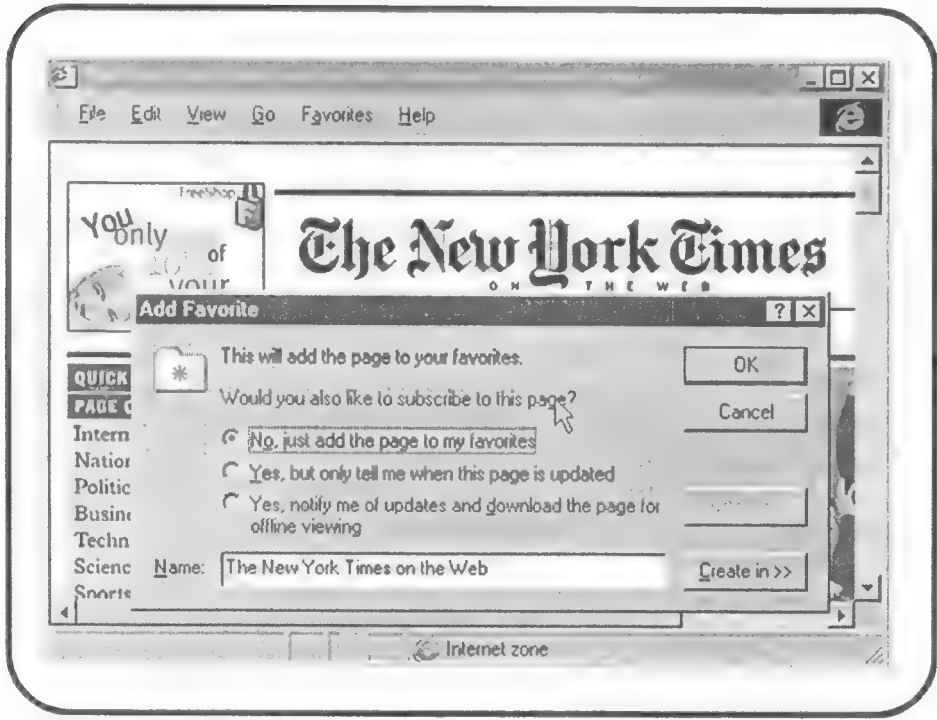 File Edit View Go Favorites Help
FreeShop
You
only
of
your
The New York Times
ON THE WEB
Add Favorite
This will add the page to your favorites.
Would you also like to subscribe to this page?
No, just add the page to my favorites
Yes, but only tell me when this page is updated
Yes, notify me of updates and download the page for
offline viewing
Name: The New York Times on the Web
OK
Cancel
Create in >>
QUICK
PAGE
Intern
Nation
Politic
Busine
Techn
Scienc
Sports
Internet zone